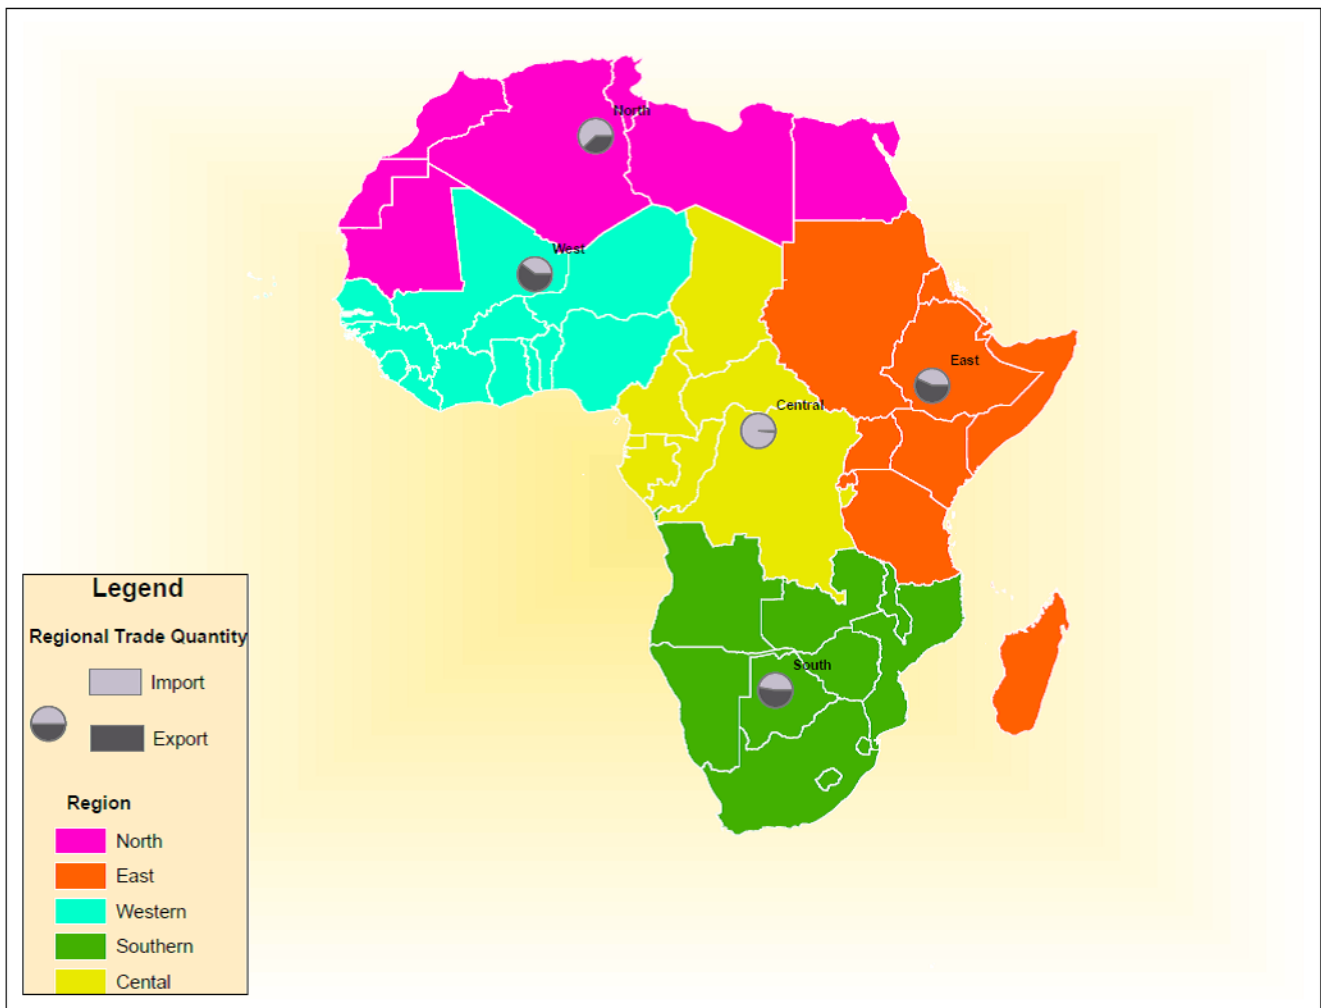 North
West
East
Central
South
Legend
Regional Trade Quantity
Import
Export
Region
North
East
Western
Southern
Cental